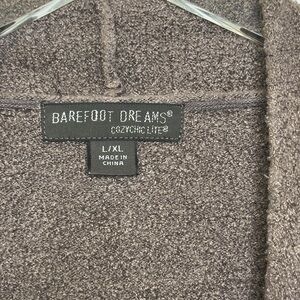 BAREFOOT DREAMS®
COZYCHIC LITE®
L/XL
MADE IN
CHINA